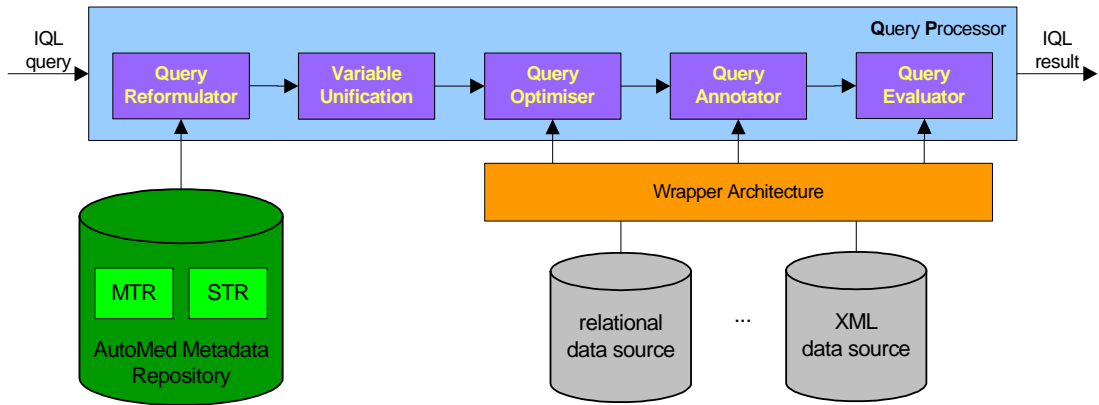 IQL
query
Query Processor
IQL
result
Query
Reformulator
Variable
Unification
Query
Optimiser
Query
Annotator
Query
Evaluator
Wrapper Architecture
MTR
STR
AutoMed Metadata
Repository
relational
data source
...
XML
data source